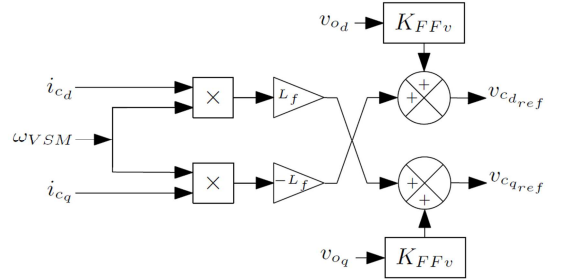 v_{o_d} K_{FFv}
i_{c_d} × L_f + +
v_{c_{d_{ref}}}
ω_{VSM}
i_{c_q} × -L_f + +
v_{c_{q_{ref}}}
v_{o_q} K_{FFv}